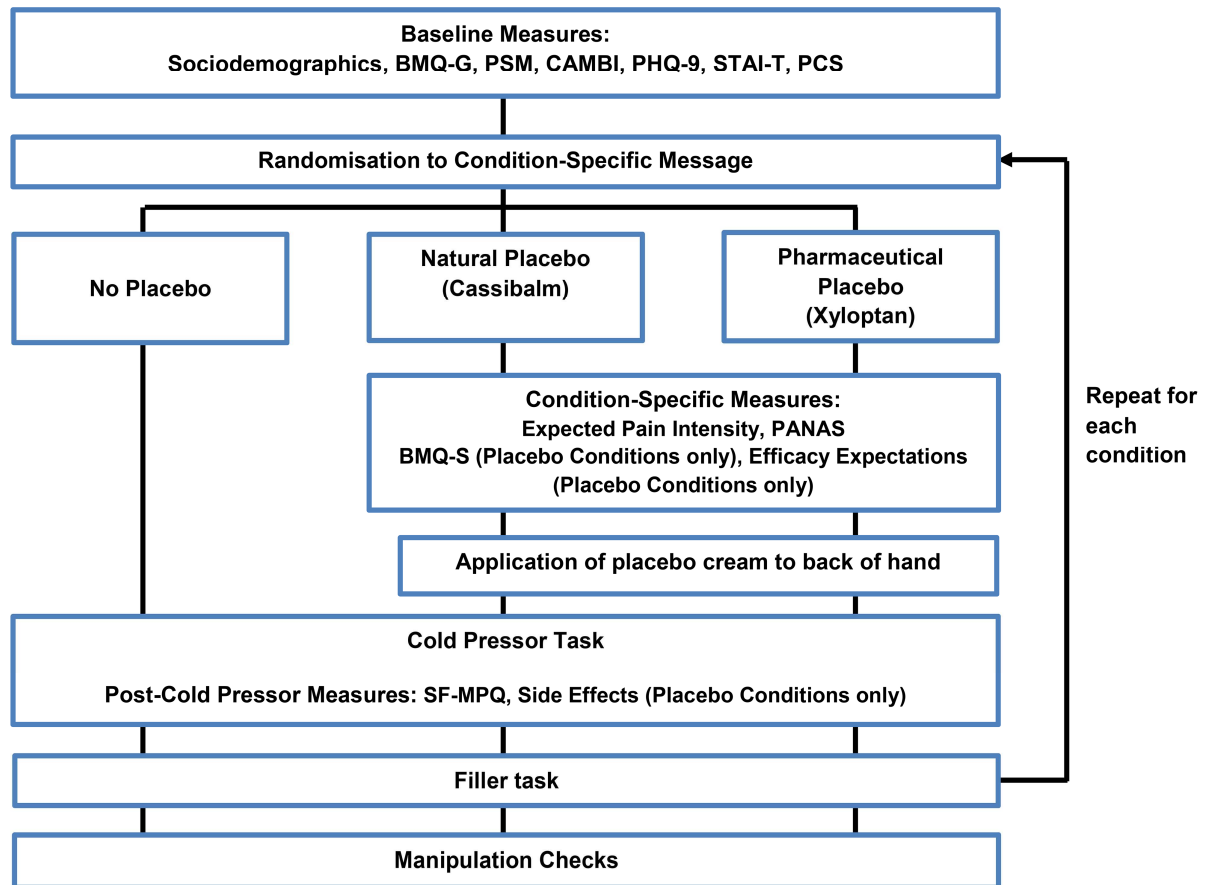 Baseline Measures:
Sociodemographics, BMQ-G, PSM, CAMBI, PHQ-9, STAI-T, PCS
Randomisation to Condition-Specific Message
No Placebo
Natural Placebo
(Cassibalm)
Pharmaceutical
Placebo
(Xyloptan)
Condition-Specific Measures:
Expected Pain Intensity, PANAS
BMQ-S (Placebo Conditions only), Efficacy Expectations
(Placebo Conditions only)
Repeat for
each
condition
Application of placebo cream to back of hand
Cold Pressor Task
Post-Cold Pressor Measures: SF-MPQ, Side Effects (Placebo Conditions only)
Filler task
Manipulation Checks